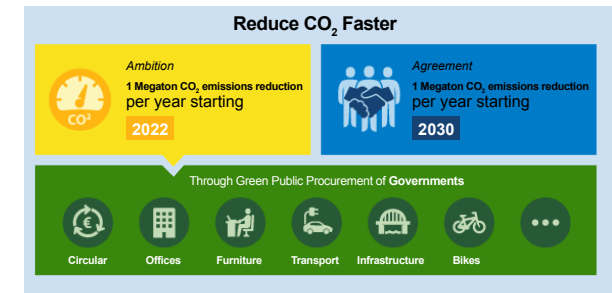 Reduce CO₂ Faster
Ambition
1 Megaton CO₂ emissions reduction
per year starting
2022
CO²
Agreement
1 Megaton CO₂ emissions reduction
per year starting
2030
Through Green Public Procurement of Governments
€
Circular
Offices
Furniture
Transport
Infrastructure
Bikes